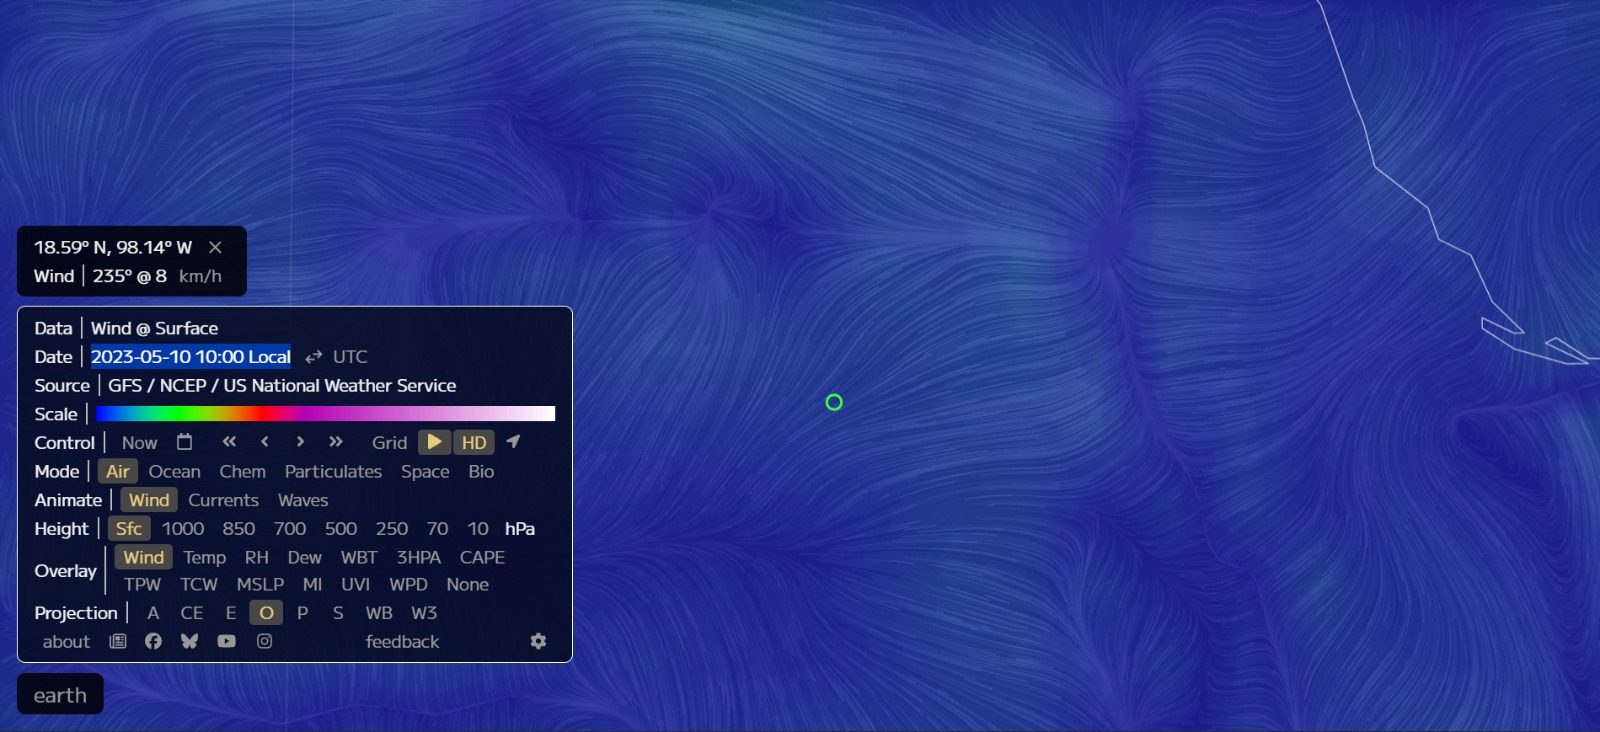 18.59° N, 98.14° W ×
Wind | 235° @ 8 km/h
Data | Wind @ Surface
Date | 2023-05-10 10:00 Local ⇄ UTC
Source | GFS / NCEP / US National Weather Service
Scale |
Control | Now « ‹ › » Grid HD
Mode | Air Ocean Chem Particulates Space Bio
Animate | Wind Currents Waves
Height | Sfc 1000 850 700 500 250 70 10 hPa
Overlay | Wind Temp RH Dew WBT 3HPA CAPE
TPW TCW MSLP MI UVI WPD None
Projection | A CE E O P S WB W3
about feedback
earth